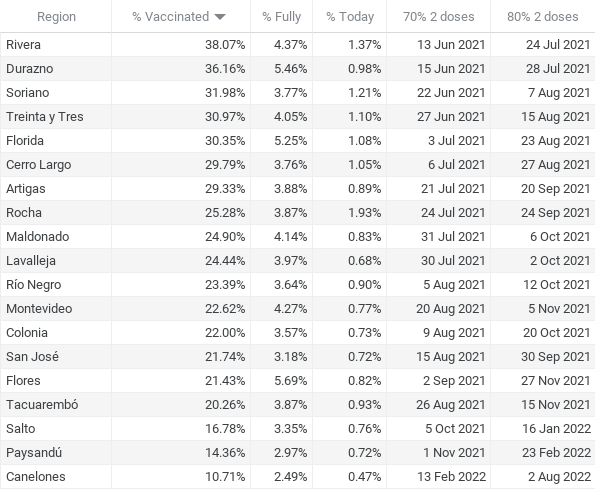 Region % Vaccinated % Fully % Today 70% 2 doses 80% 2 doses
Rivera 38.07% 4.37% 1.37% 13 Jun 2021 24 Jul 2021
Durazno 36.16% 5.46% 0.98% 15 Jun 2021 28 Jul 2021
Soriano 31.98% 3.77% 1.21% 22 Jun 2021 7 Aug 2021
Treinta y Tres 30.97% 4.05% 1.10% 27 Jun 2021 15 Aug 2021
Florida 30.35% 5.25% 1.08% 3 Jul 2021 23 Aug 2021
Cerro Largo 29.79% 3.76% 1.05% 6 Jul 2021 27 Aug 2021
Artigas 29.33% 3.88% 0.89% 21 Jul 2021 20 Sep 2021
Rocha 25.28% 3.87% 1.93% 24 Jul 2021 24 Sep 2021
Maldonado 24.90% 4.14% 0.83% 31 Jul 2021 6 Oct 2021
Lavalleja 24.44% 3.97% 0.68% 30 Jul 2021 2 Oct 2021
Río Negro 23.39% 3.64% 0.90% 5 Aug 2021 12 Oct 2021
Montevideo 22.62% 4.27% 0.77% 20 Aug 2021 5 Nov 2021
Colonia 22.00% 3.57% 0.73% 9 Aug 2021 20 Oct 2021
San José 21.74% 3.18% 0.72% 15 Aug 2021 30 Sep 2021
Flores 21.43% 5.69% 0.82% 2 Sep 2021 27 Nov 2021
Tacuarembó 20.26% 3.87% 0.93% 26 Aug 2021 15 Nov 2021
Salto 16.78% 3.35% 0.76% 5 Oct 2021 16 Jan 2022
Paysandú 14.36% 2.97% 0.72% 1 Nov 2021 23 Feb 2022
Canelones 10.71% 2.49% 0.47% 13 Feb 2022 2 Aug 2022